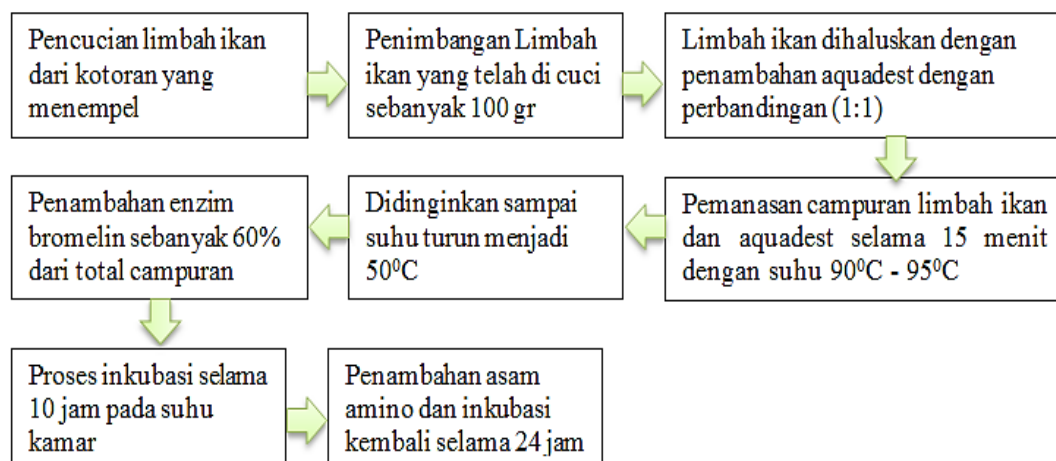 Pencucian limbah ikan
dari kotoran yang
menempel
Penimbangan Limbah
ikan yang telah di cuci
sebanyak 100 gr
Limbah ikan dihaluskan dengan
penambahan aquadest dengan
perbandingan (1:1)
Pemanasan campuran limbah ikan
dan aquadest selama 15 menit
dengan suhu 90⁰C - 95⁰C
Didinginkan sampai
suhu turun menjadi
50⁰C
Penambahan enzim
bromelin sebanyak 60%
dari total campuran
Proses inkubasi selama
10 jam pada suhu
kamar
Penambahan asam
amino dan inkubasi
kembali selama 24 jam